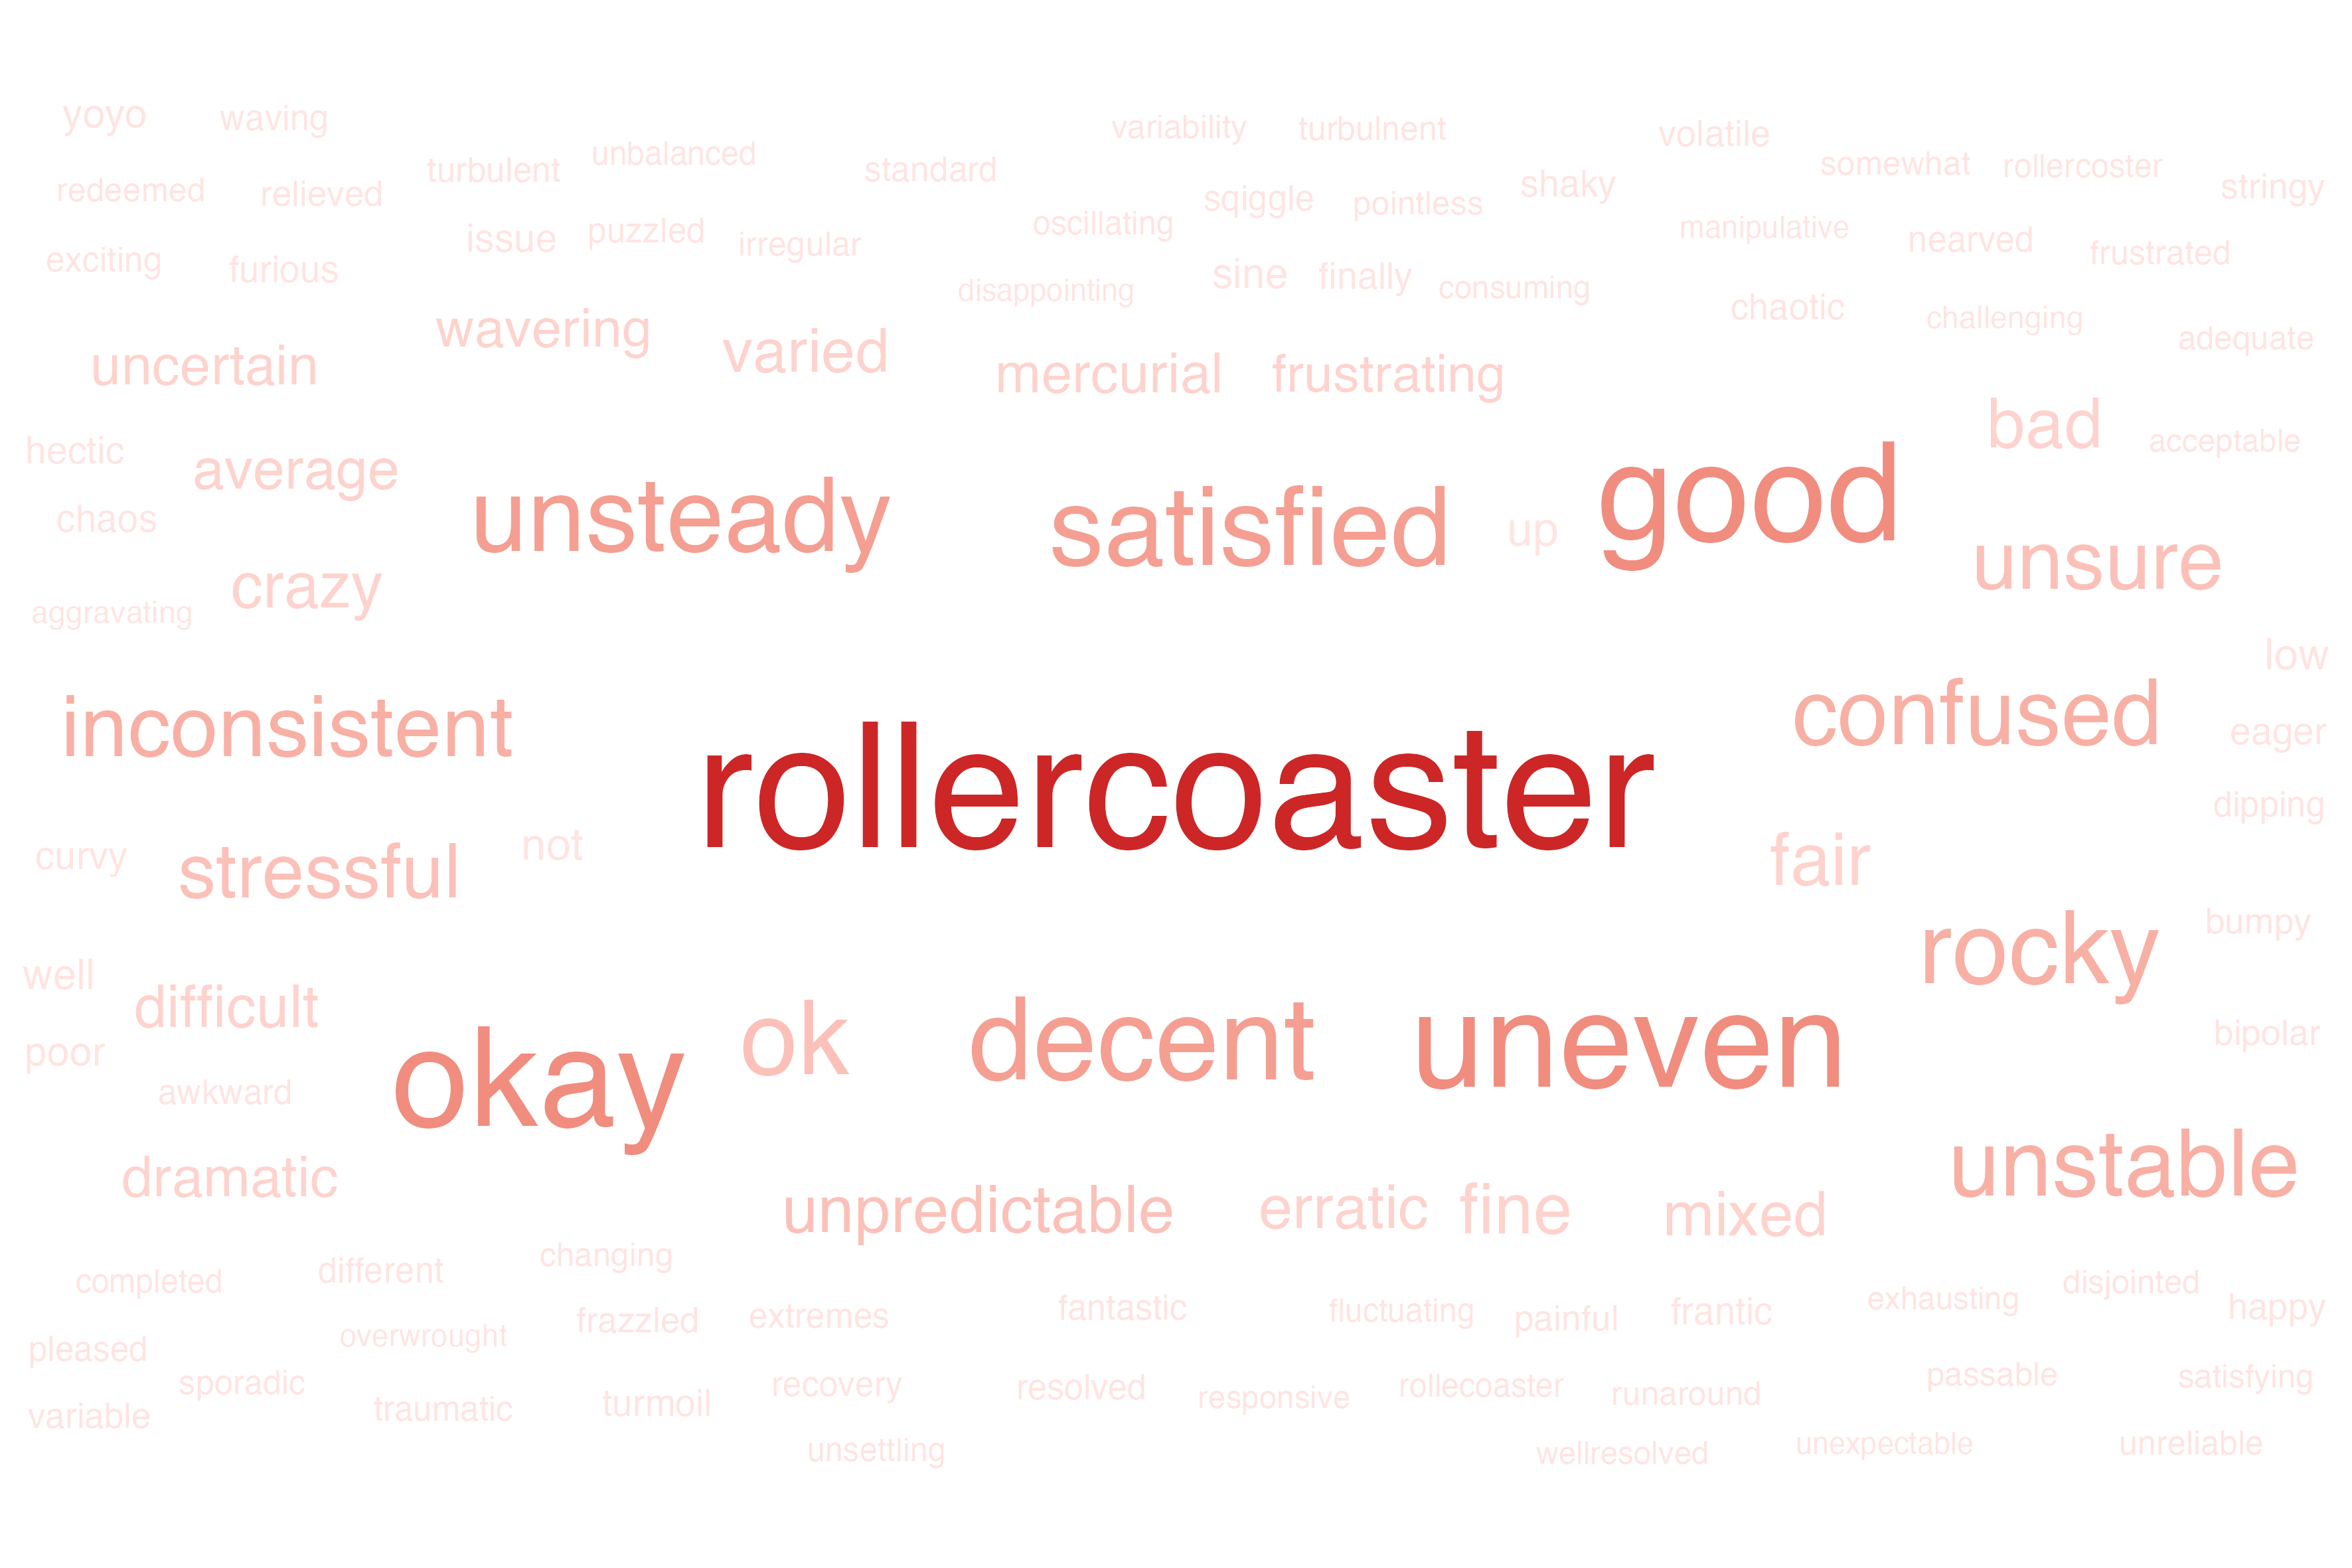 yoyo waving variability turbulnent volatile
turbulent unbalanced standard somewhat rollercoster
redeemed relieved sqiggle pointless shaky stringy
issue puzzled irregular oscillating manipulative nearved frustrated
exciting furious disappointing sine finally consuming chaotic challenging
uncertain wavering varied mercurial frustrating adequate
hectic average bad acceptable
chaos unsteady satisfied up good unsure
aggravating crazy
low
inconsistent confused eager
rollercoaster dipping
curvy stressful not fair
rocky bumpy
well difficult
poor okay ok decent uneven bipolar
awkward
dramatic unpredictable erratic fine mixed unstable
completed different changing disjointed
pleased overwrought frazzled extremes fantastic fluctuating painful frantic exhausting happy
variable sporadic traumatic turmoil recovery resolved responsive rollecoaster runaround passable satisfying
unsettling wellresolved unexpectable unreliable